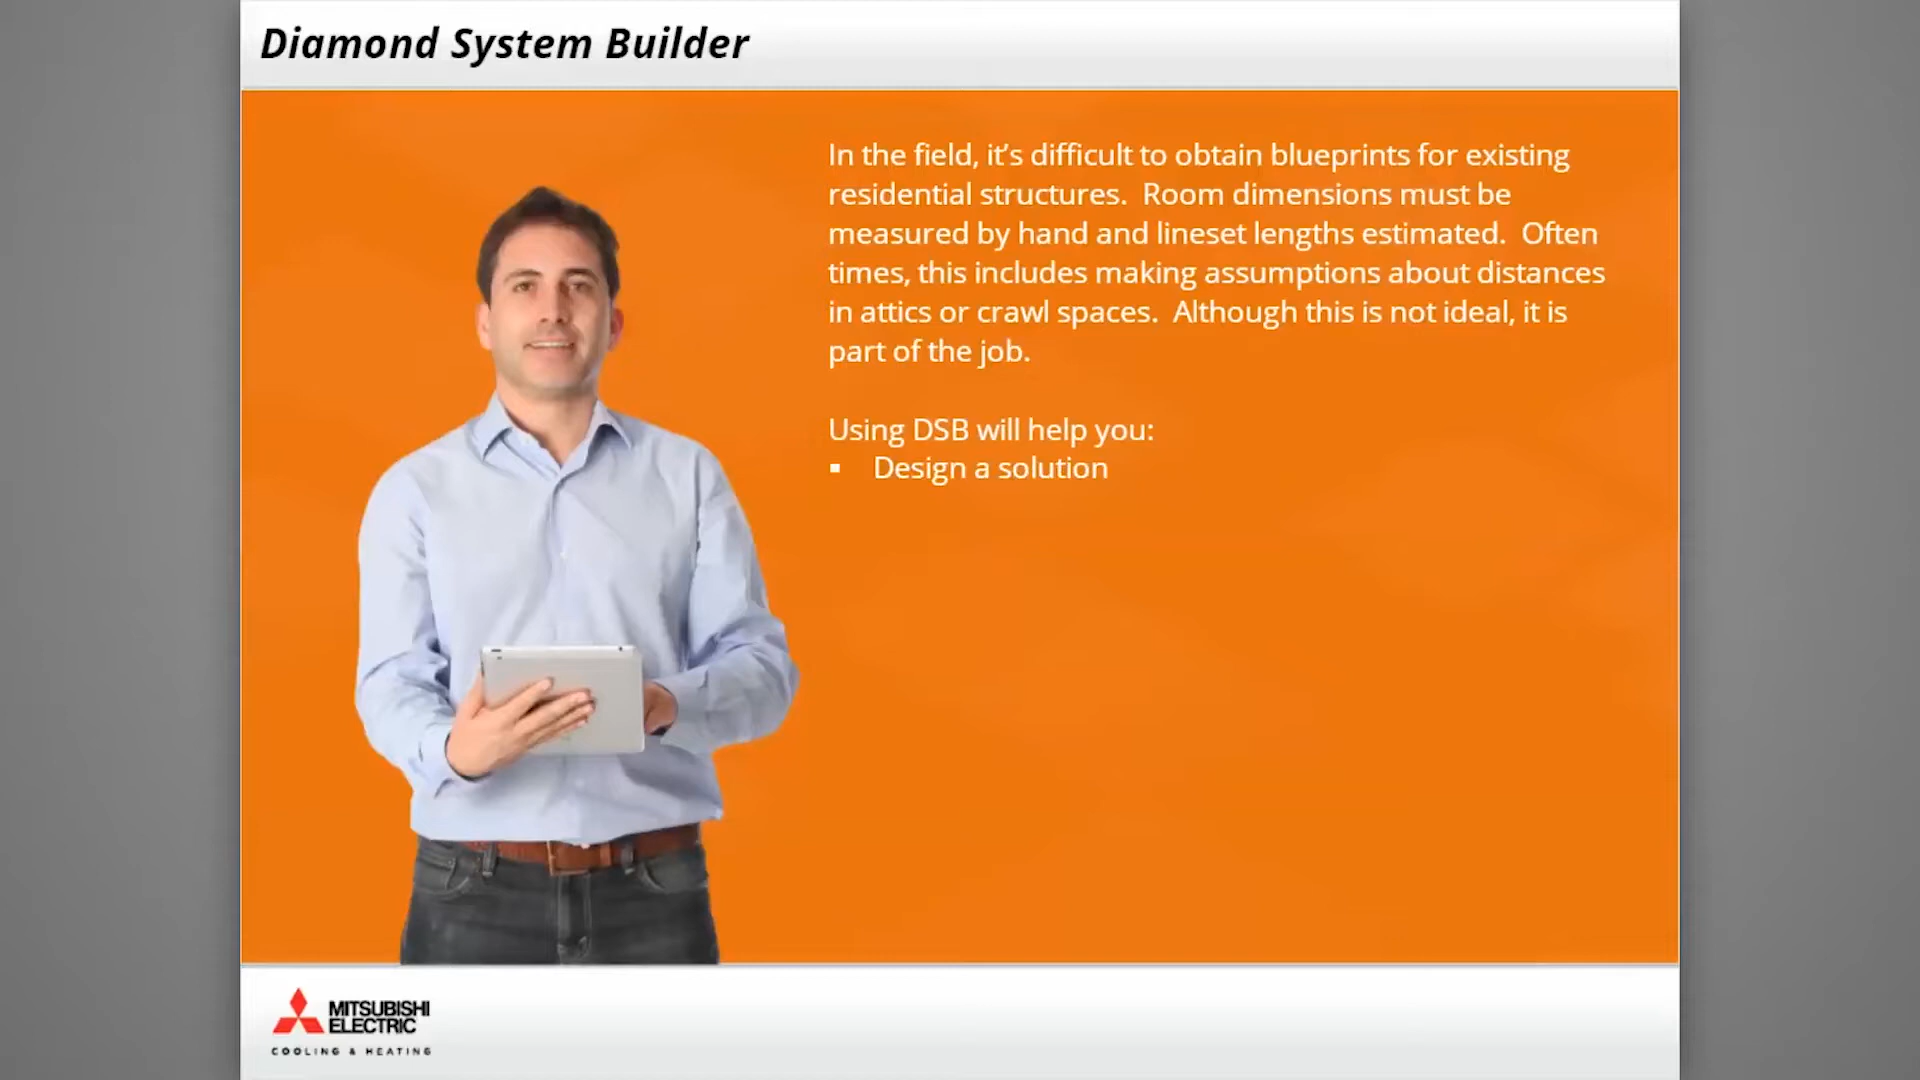 Diamond System Builder
In the field, it’s difficult to obtain blueprints for existing
residential structures.  Room dimensions must be
measured by hand and lineset lengths estimated.  Often
times, this includes making assumptions about distances
in attics or crawl spaces.  Although this is not ideal, it is
part of the job.
Using DSB will help you:
▪ Design a solution
MITSUBISHI
ELECTRIC
COOLING & HEATING